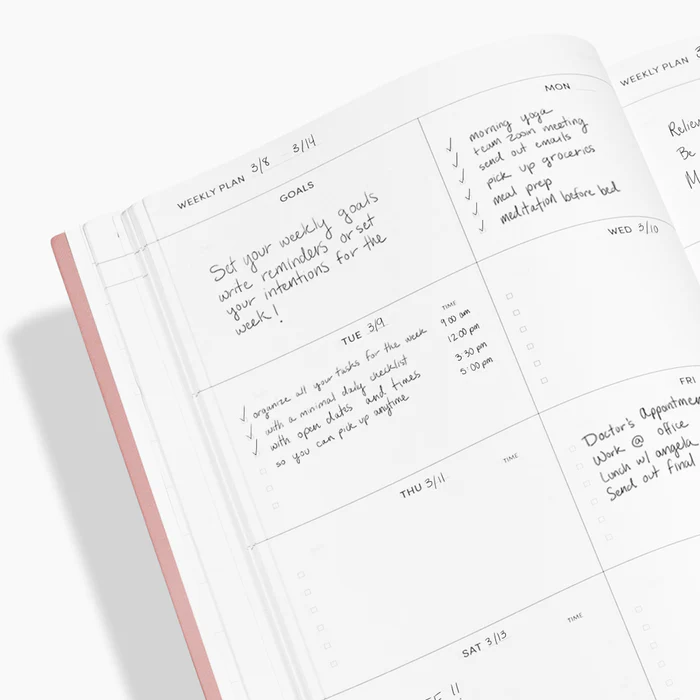 WEEKLY PLAN 3/8 3/14
GOALS
Set your weekly goals
write reminders or set
your intentions for the
week!
MON
morning yoga
team zoom meeting
send out emails
pick up groceries
meal prep
meditation before bed
TUE 3/9 TIME
organize all your tasks for the week 9:00 am
with a minimal daily checklist 12:00 pm
with open dates and times 3:30 pm
so you can pick up anytime 5:00 pm
WED 3/10
THU 3/11 TIME
FRI
Doctor's Appointmen
Work @ office
Lunch w/ angela
Send out final
SAT 3/13 TIME
WEEKLY PLAN
Be